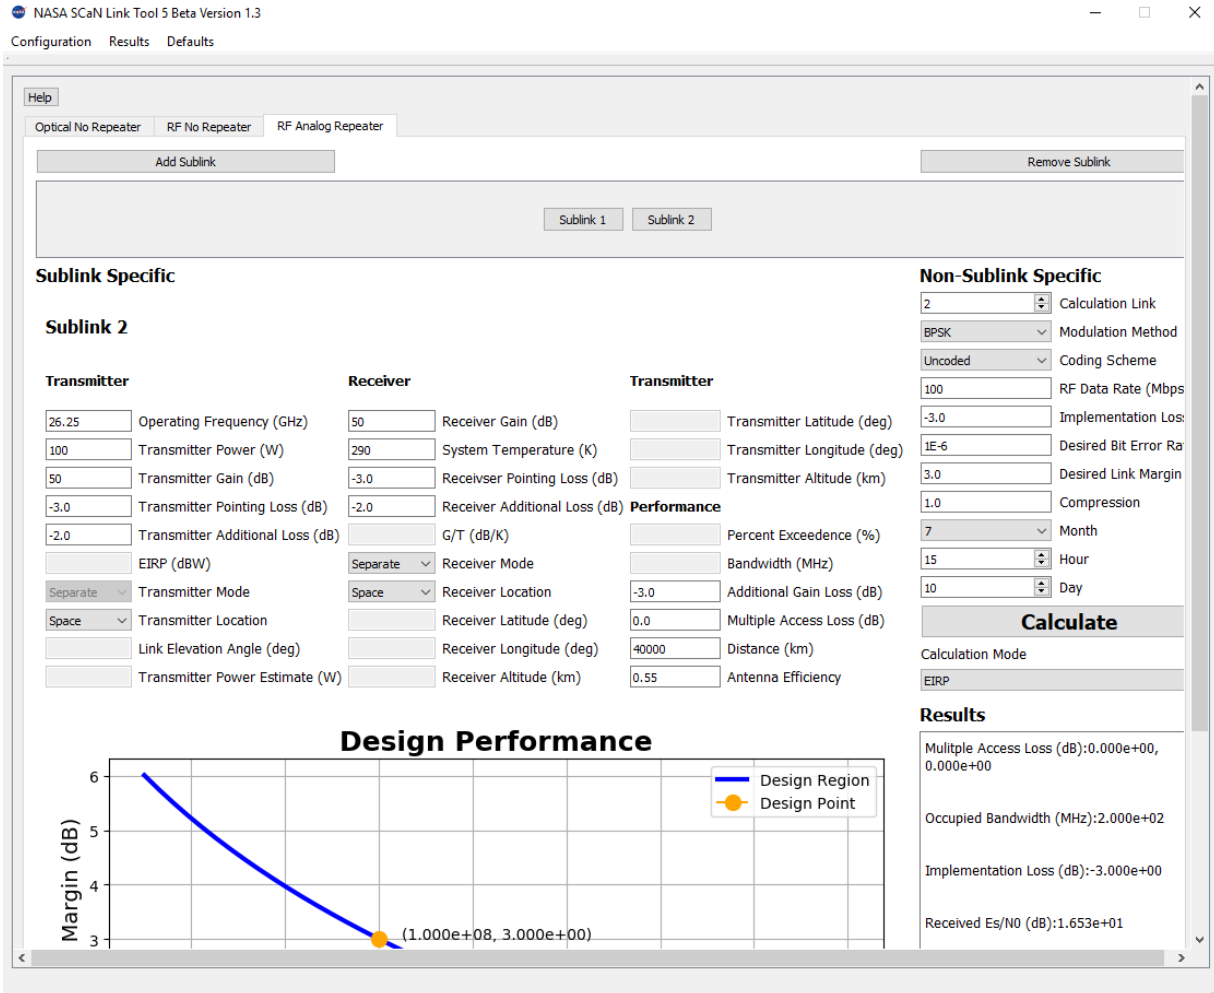 NASA SCaN Link Tool 5 Beta Version 1.3
Configuration Results Defaults
Help
Optical No Repeater RF No Repeater RF Analog Repeater
Add Sublink Remove Sublink
Sublink 1 Sublink 2
Sublink Specific
Sublink 2
Transmitter
26.25 Operating Frequency (GHz)
100 Transmitter Power (W)
50 Transmitter Gain (dB)
-3.0 Transmitter Pointing Loss (dB)
-2.0 Transmitter Additional Loss (dB)
EIRP (dBW)
Separate Transmitter Mode
Space Transmitter Location
Link Elevation Angle (deg)
Transmitter Power Estimate (W)
Receiver
50 Receiver Gain (dB)
290 System Temperature (K)
-3.0 Receivser Pointing Loss (dB)
-2.0 Receiver Additional Loss (dB)
G/T (dB/K)
Separate Receiver Mode
Space Receiver Location
Receiver Latitude (deg)
Receiver Longitude (deg)
Receiver Altitude (km)
Transmitter
Transmitter Latitude (deg)
Transmitter Longitude (deg)
Transmitter Altitude (km)
Performance
Percent Exceedence (%)
Bandwidth (MHz)
-3.0 Additional Gain Loss (dB)
0.0 Multiple Access Loss (dB)
40000 Distance (km)
0.55 Antenna Efficiency
Non-Sublink Specific
2 Calculation Link
BPSK Modulation Method
Uncoded Coding Scheme
100 RF Data Rate (Mbps
-3.0 Implementation Los
1E-6 Desired Bit Error Ra
3.0 Desired Link Margin
1.0 Compression
7 Month
15 Hour
10 Day
Calculate
Calculation Mode
EIRP
Results
Mulitple Access Loss (dB):0.000e+00,
0.000e+00
Occupied Bandwidth (MHz):2.000e+02
Implementation Loss (dB):-3.000e+00
Received Es/N0 (dB):1.653e+01
Design Performance
Margin (dB)
6
5
4
3
Design Region
Design Point
(1.000e+08, 3.000e+00)